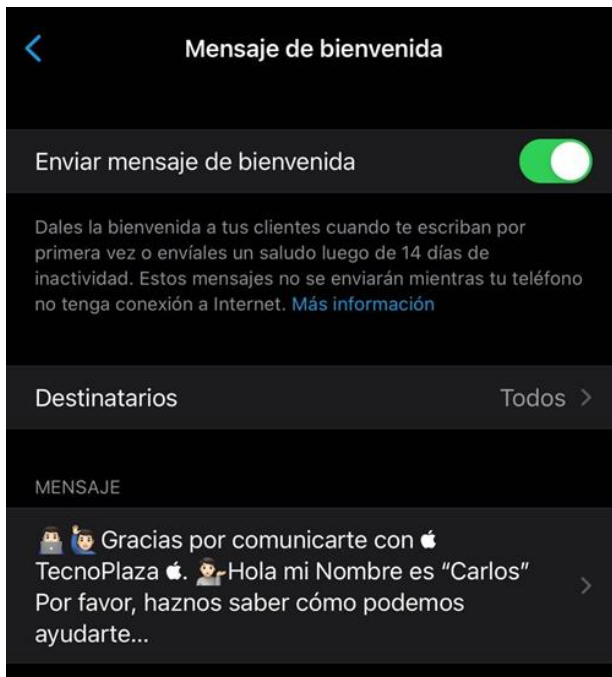 Mensaje de bienvenida
Enviar mensaje de bienvenida
Dales la bienvenida a tus clientes cuando te escriban por
primera vez o envíales un saludo luego de 14 días de
inactividad. Estos mensajes no se enviarán mientras tu teléfono
no tenga conexión a Internet. Más información
Destinatarios Todos
MENSAJE
👨🏻‍💻 🙋🏻‍♂️ Gracias por comunicarte con 
TecnoPlaza . 💁🏻‍♂️Hola mi Nombre es “Carlos”
Por favor, haznos saber cómo podemos
ayudarte...